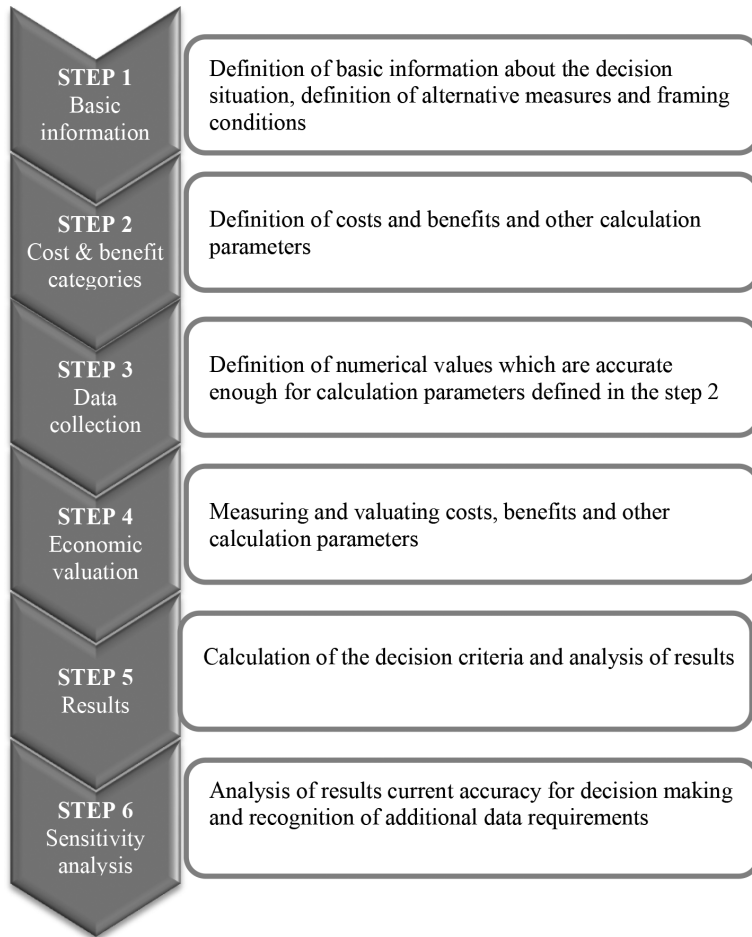 STEP 1
Basic
information
Definition of basic information about the decision
situation, definition of alternative measures and framing
conditions
STEP 2
Cost & benefit
categories
Definition of costs and benefits and other calculation
parameters
STEP 3
Data
collection
Definition of numerical values which are accurate
enough for calculation parameters defined in the step 2
STEP 4
Economic
valuation
Measuring and valuating costs, benefits and other
calculation parameters
STEP 5
Results
Calculation of the decision criteria and analysis of results
STEP 6
Sensitivity
analysis
Analysis of results current accuracy for decision making
and recognition of additional data requirements